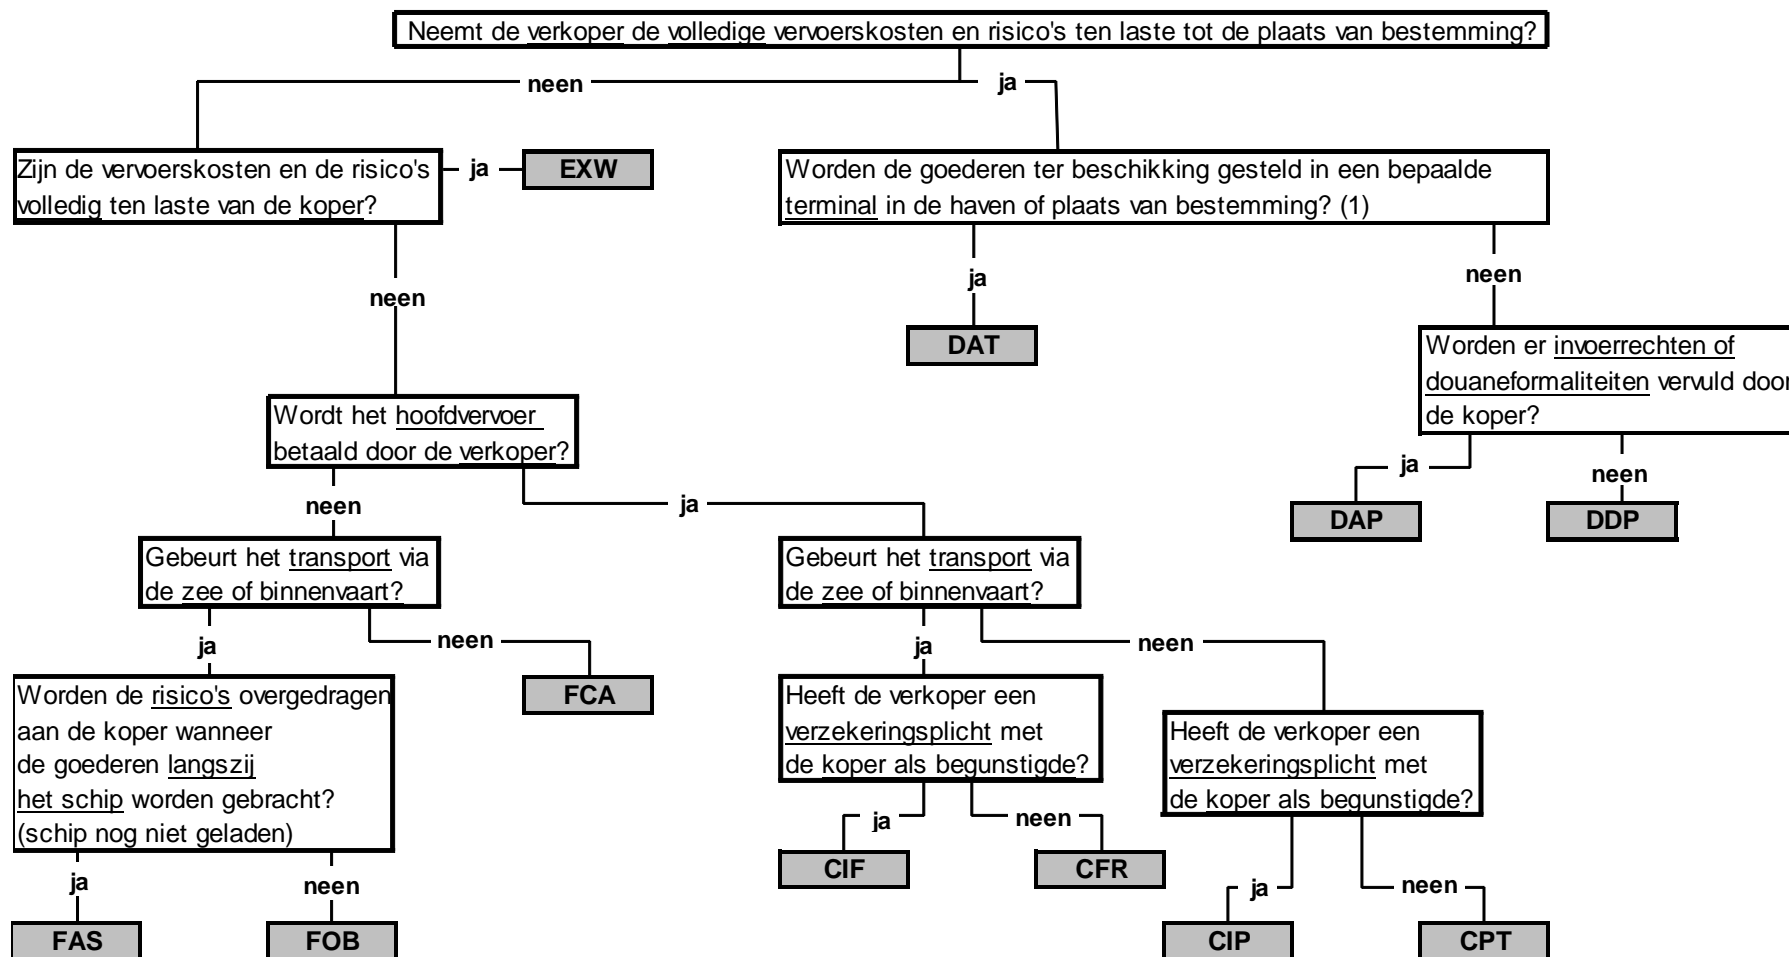 Neemt de verkoper de volledige vervoerskosten en risico's ten laste tot de plaats van bestemming?
neen
ja
Zijn de vervoerskosten en de risico's
volledig ten laste van de koper?
ja
EXW
Worden de goederen ter beschikking gesteld in een bepaalde
terminal in de haven of plaats van bestemming? (1)
neen
ja
neen
DAT
Worden er invoerrechten of
douaneformaliteiten vervuld door
de koper?
Wordt het hoofdvervoer
betaald door de verkoper?
ja
neen
neen
ja
DAP
DDP
Gebeurt het transport via
de zee of binnenvaart?
Gebeurt het transport via
de zee of binnenvaart?
ja
neen
ja
neen
Worden de risico's overgedragen
aan de koper wanneer
de goederen langszij
het schip worden gebracht?
(schip nog niet geladen)
FCA
Heeft de verkoper een
verzekeringsplicht met
de koper als begunstigde?
Heeft de verkoper een
verzekeringsplicht met
de koper als begunstigde?
ja
neen
CIF
CFR
ja
neen
ja
neen
FAS
FOB
CIP
CPT